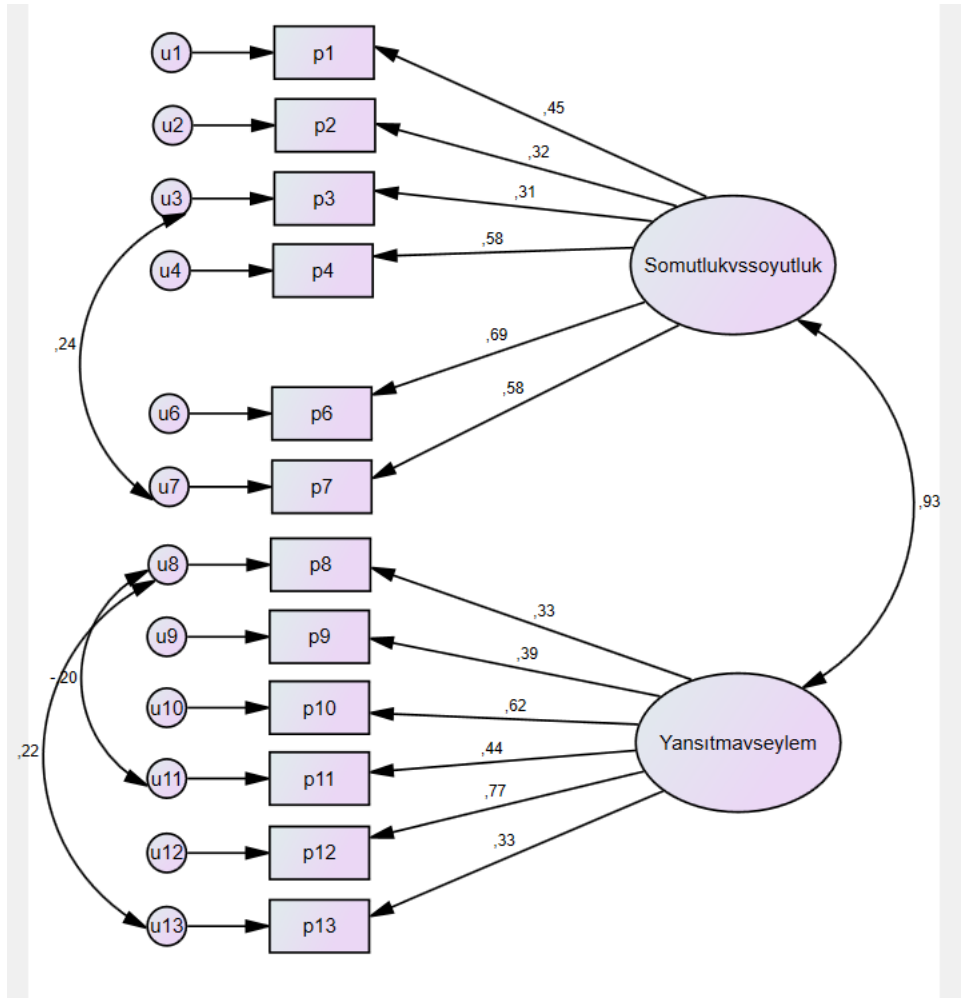 u1
p1
,45
u2
p2
,32
u3
p3
,31
u4
p4
,58
Somutlukvssoyutluk
,24
,69
u6
p6
,58
u7
p7
,93
u8
p8
,33
u9
p9
,39
-,20
u10
p10
,62
,22
Yansıtmavseylem
u11
p11
,44
u12
p12
,77
u13
p13
,33